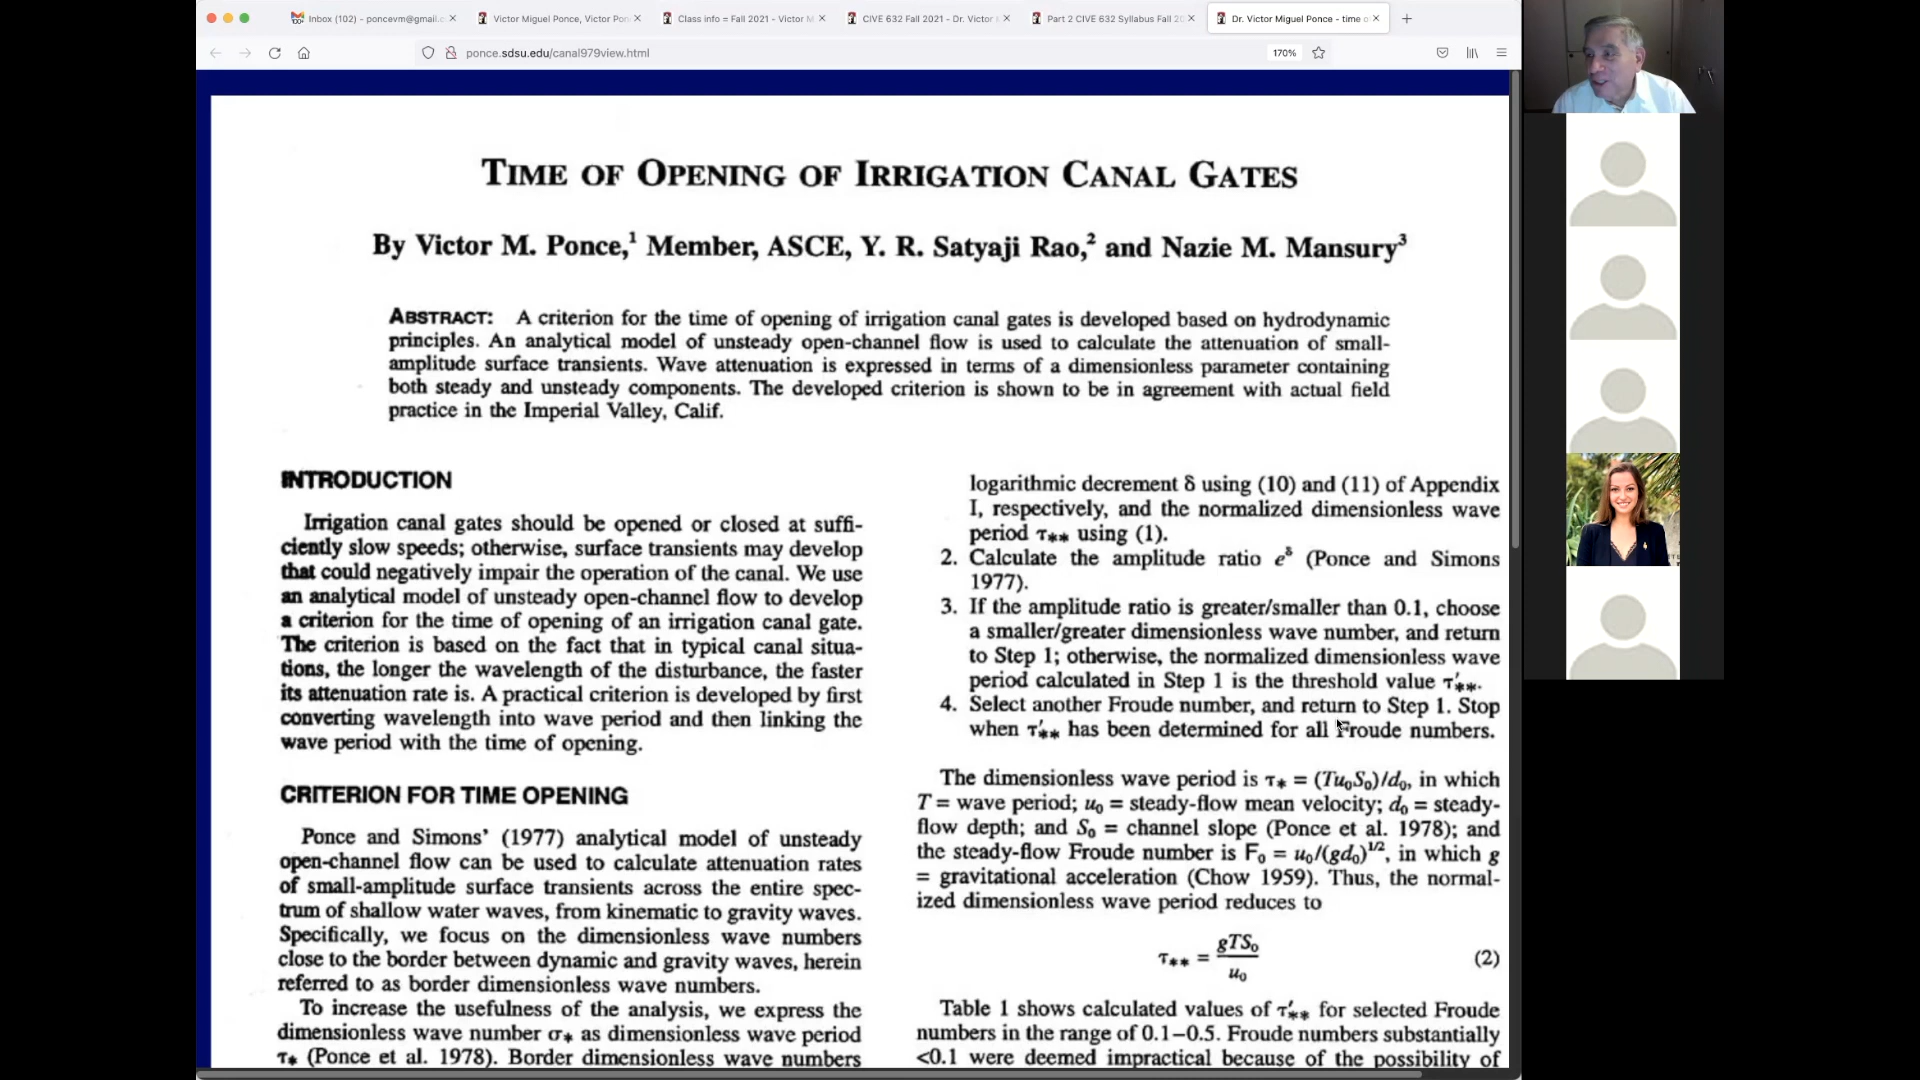 Inbox (102) - poncevm@gmail.c
Victor Miguel Ponce, Victor Pon
Class info = Fall 2021 - Victor M
CIVE 632 Fall 2021 - Dr. Victor
Part 2 CIVE 632 Syllabus Fall 20
Dr. Victor Miguel Ponce - time o
ponce.sdsu.edu/canal979view.html
170%
TIME OF OPENING OF IRRIGATION CANAL GATES
By Victor M. Ponce,¹ Member, ASCE, Y. R. Satyaji Rao,² and Nazie M. Mansury³
ABSTRACT: A criterion for the time of opening of irrigation canal gates is developed based on hydrodynamic
principles. An analytical model of unsteady open-channel flow is used to calculate the attenuation of small-
amplitude surface transients. Wave attenuation is expressed in terms of a dimensionless parameter containing
both steady and unsteady components. The developed criterion is shown to be in agreement with actual field
practice in the Imperial Valley, Calif.
INTRODUCTION
Irrigation canal gates should be opened or closed at suffi-
ciently slow speeds; otherwise, surface transients may develop
that could negatively impair the operation of the canal. We use
an analytical model of unsteady open-channel flow to develop
a criterion for the time of opening of an irrigation canal gate.
The criterion is based on the fact that in typical canal situa-
tions, the longer the wavelength of the disturbance, the faster
its attenuation rate is. A practical criterion is developed by first
converting wavelength into wave period and then linking the
wave period with the time of opening.
CRITERION FOR TIME OPENING
Ponce and Simons' (1977) analytical model of unsteady
open-channel flow can be used to calculate attenuation rates
of small-amplitude surface transients across the entire spec-
trum of shallow water waves, from kinematic to gravity waves.
Specifically, we focus on the dimensionless wave numbers
close to the border between dynamic and gravity waves, herein
referred to as border dimensionless wave numbers.
To increase the usefulness of the analysis, we express the
dimensionless wave number σ* as dimensionless wave period
τ* (Ponce et al. 1978). Border dimensionless wave numbers
logarithmic decrement δ using (10) and (11) of Appendix
I, respectively, and the normalized dimensionless wave
period τ** using (1).
2. Calculate the amplitude ratio e^δ (Ponce and Simons
1977).
3. If the amplitude ratio is greater/smaller than 0.1, choose
a smaller/greater dimensionless wave number, and return
to Step 1; otherwise, the normalized dimensionless wave
period calculated in Step 1 is the threshold value τ'**.
4. Select another Froude number, and return to Step 1. Stop
when τ'** has been determined for all Froude numbers.
The dimensionless wave period is τ* = (Tu₀S₀)/d₀, in which
T = wave period; u₀ = steady-flow mean velocity; d₀ = steady-
flow depth; and S₀ = channel slope (Ponce et al. 1978); and
the steady-flow Froude number is F₀ = u₀/(gd₀)^1/2, in which g
= gravitational acceleration (Chow 1959). Thus, the normal-
ized dimensionless wave period reduces to
τ** = gTS₀/u₀ (2)
Table 1 shows calculated values of τ'** for selected Froude
numbers in the range of 0.1–0.5. Froude numbers substantially
<0.1 were deemed impractical because of the possibility of